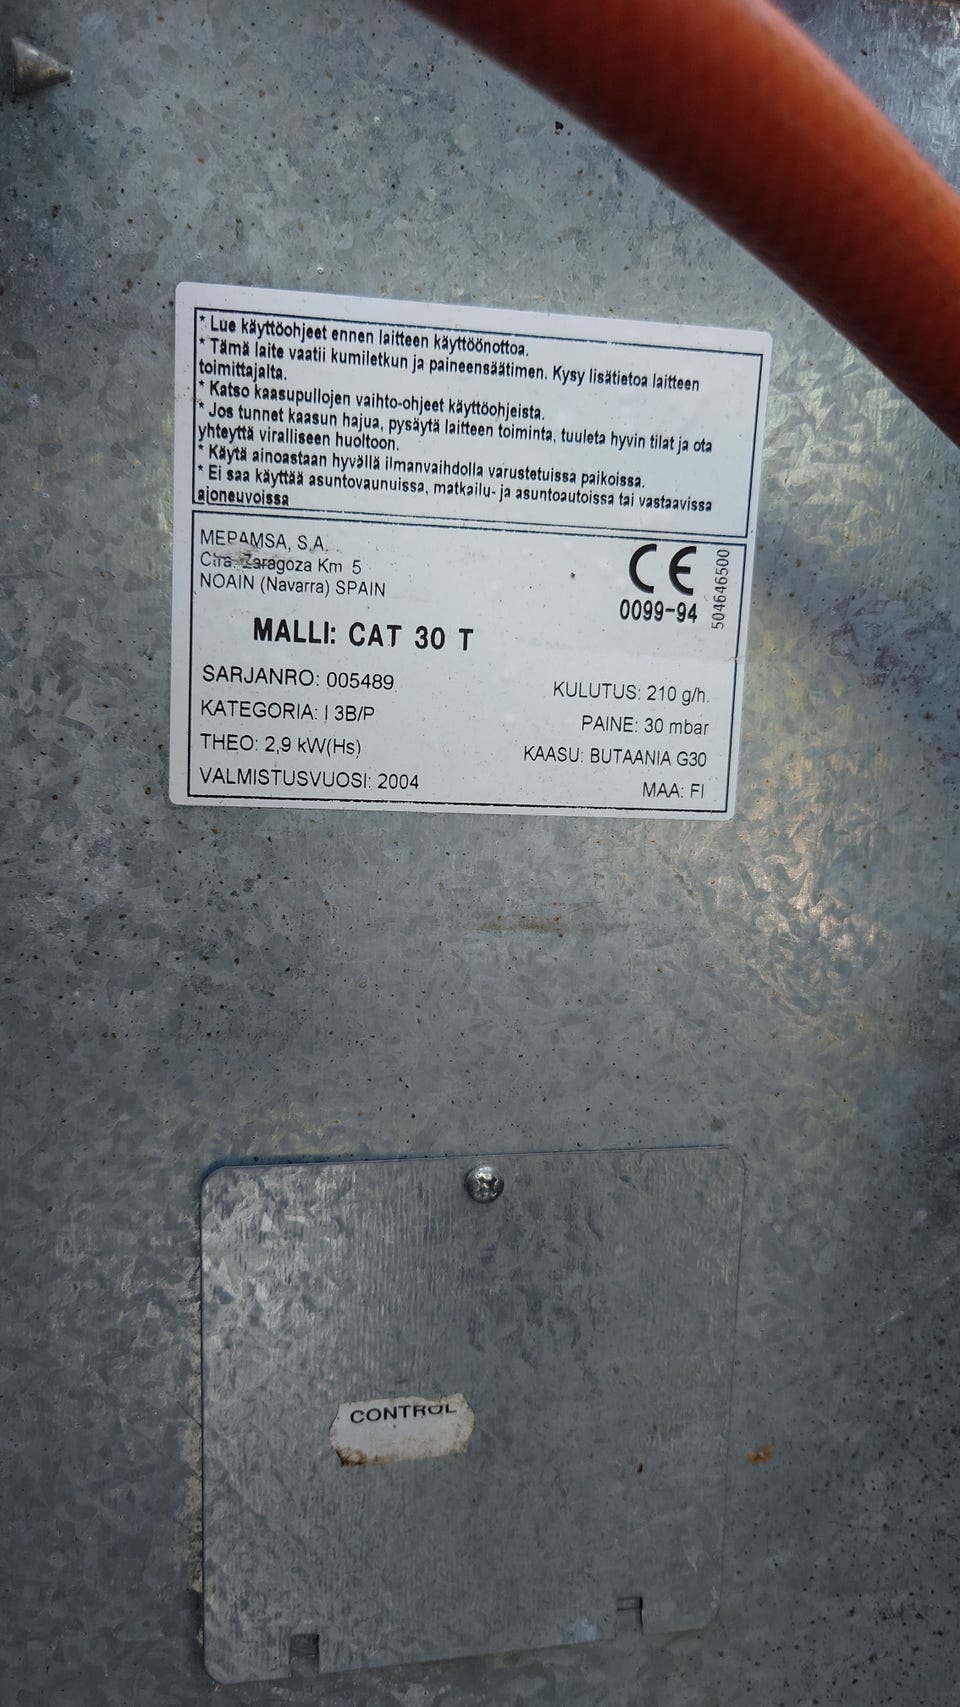 * Lue käyttöohjeet ennen laitteen käyttöönottoa.
* Tämä laite vaatii kumiletkun ja paineensäätimen. Kysy lisätietoa laitteen
toimittajalta.
* Katso kaasupullojen vaihto-ohjeet käyttöohjeista.
* Jos tunnet kaasun hajua, pysäytä laitteen toiminta, tuuleta hyvin tilat ja ota
yhteyttä viralliseen huoltoon.
* Käytä ainoastaan hyvällä ilmanvaihdolla varustetuissa paikoissa.
* Ei saa käyttää asuntovaunuissa, matkailu- ja asuntoautoissa tai vastaavissa
ajoneuvoissa
MEPAMSA, S.A.
Ctra. Zaragoza Km 5
NOAIN (Navarra) SPAIN
CE
0099-94
504646500
MALLI: CAT 30 T
SARJANRO: 005489
KATEGORIA: I 3B/P
THEO: 2,9 kW(Hs)
VALMISTUSVUOSI: 2004
KULUTUS: 210 g/h.
PAINE: 30 mbar
KAASU: BUTAANIA G30
MAA: FI
CONTROL